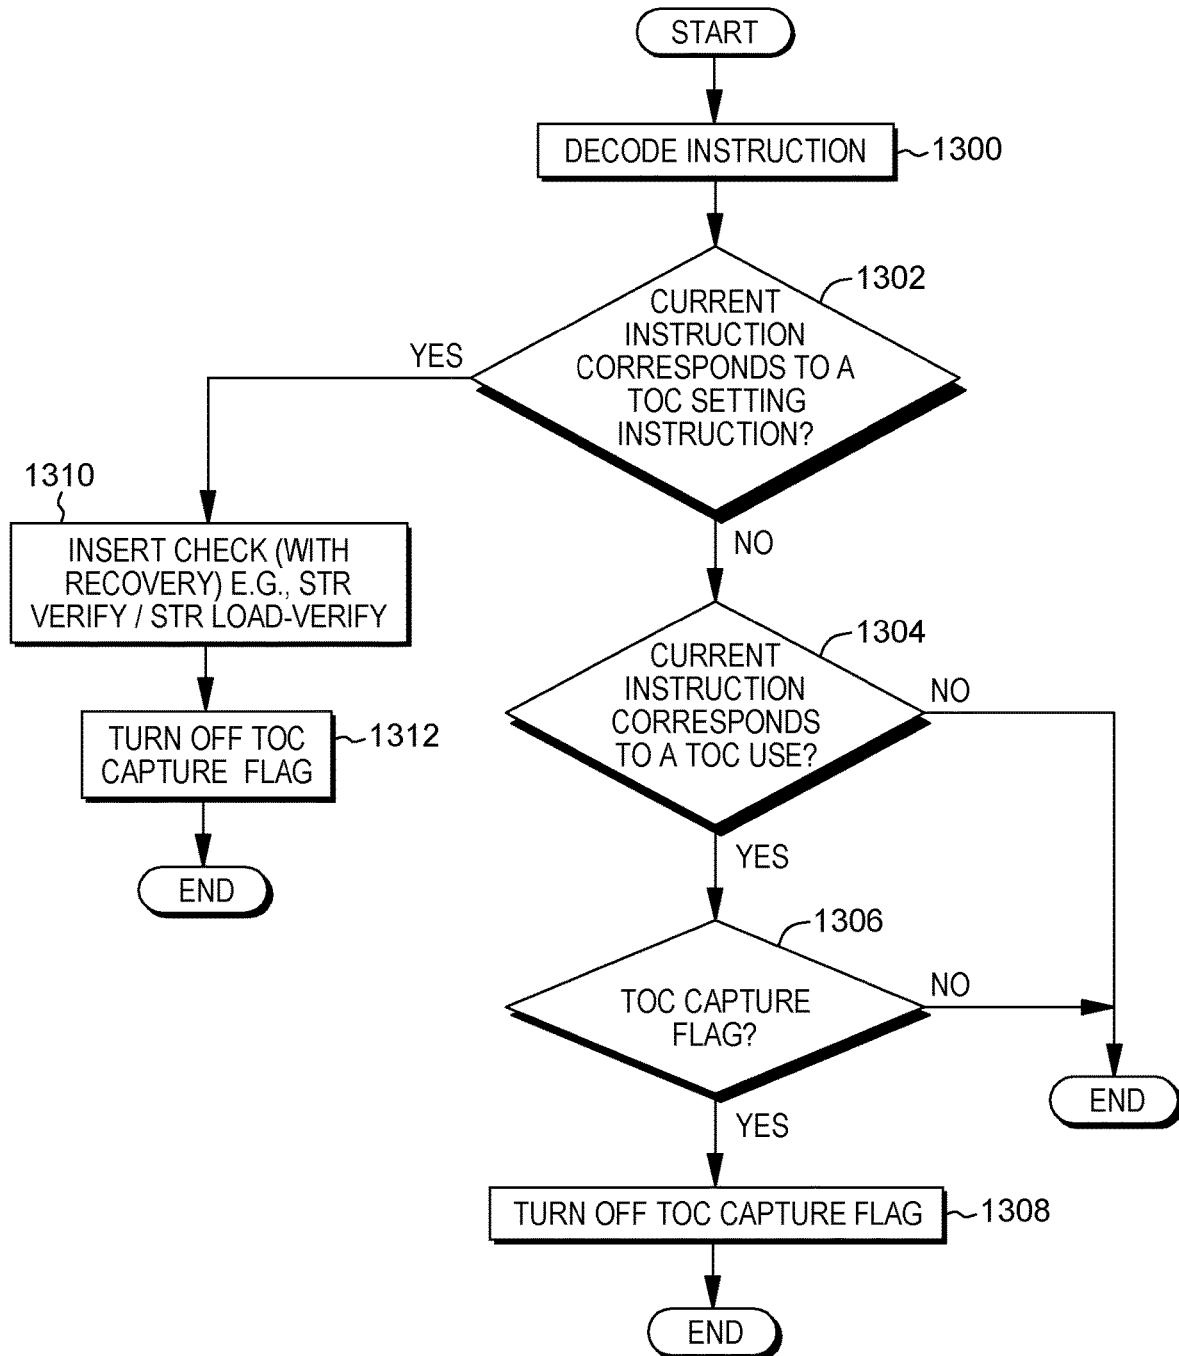 START
DECODE INSTRUCTION
1300
1302
CURRENT
INSTRUCTION
CORRESPONDS TO A
TOC SETTING
INSTRUCTION?
YES
NO
1310
INSERT CHECK (WITH
RECOVERY) E.G., STR
VERIFY / STR LOAD-VERIFY
TURN OFF TOC
CAPTURE FLAG
1312
END
1304
CURRENT
INSTRUCTION
CORRESPONDS
TO A TOC USE?
NO
YES
1306
TOC CAPTURE
FLAG?
NO
END
YES
TURN OFF TOC CAPTURE FLAG
1308
END